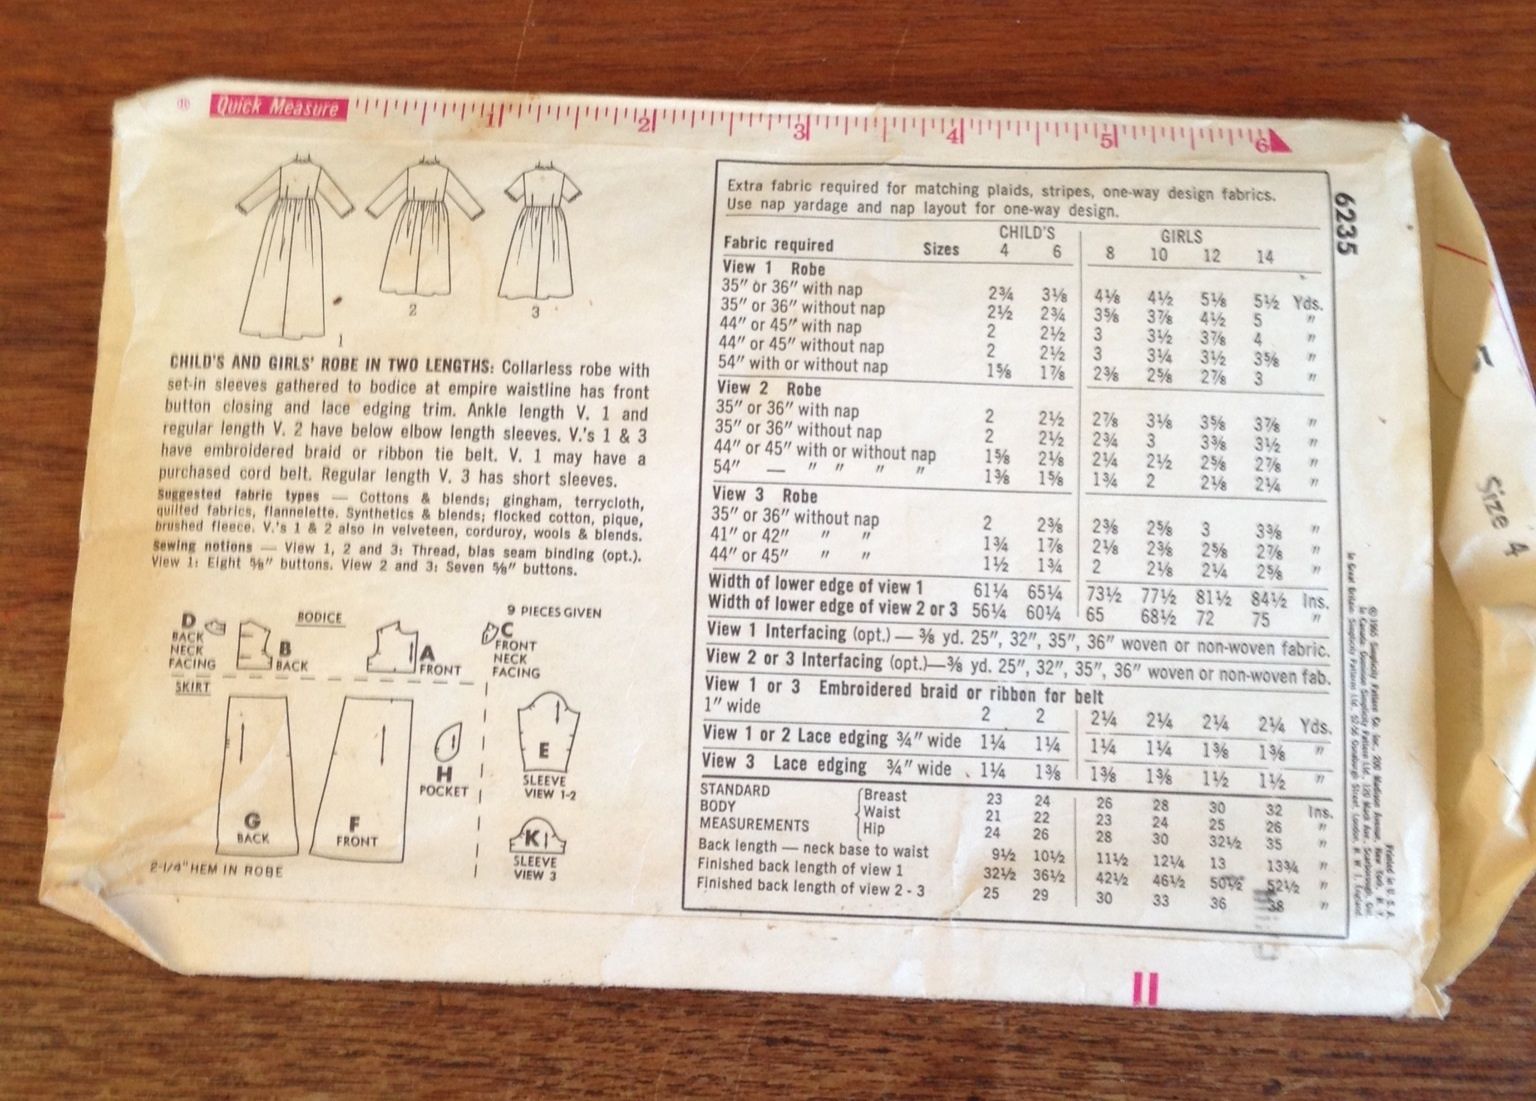 Quick Measure
1 2 3 4 5 6
1
2
3
CHILD'S AND GIRLS' ROBE IN TWO LENGTHS: Collarless robe with
set-in sleeves gathered to bodice at empire waistline has front
button closing and lace edging trim. Ankle length V. 1 and
regular length V. 2 have below elbow length sleeves. V.'s 1 & 3
have embroidered braid or ribbon tie belt. V. 1 may have a
purchased cord belt. Regular length V. 3 has short sleeves.
Suggested fabric types — Cottons & blends; gingham, terrycloth,
quilted fabrics, flannelette. Synthetics & blends; flocked cotton, pique,
brushed fleece. V.'s 1 & 2 also in velveteen, corduroy, wools & blends.
Sewing notions — View 1, 2 and 3: Thread, bias seam binding (opt.).
View 1: Eight ⅝" buttons. View 2 and 3: Seven ⅝" buttons.
9 PIECES GIVEN
BODICE
D
BACK
NECK
FACING
B
BACK
A
FRONT
C
FRONT
NECK
FACING
SKIRT
G
BACK
F
FRONT
H
POCKET
E
SLEEVE
VIEW 1-2
K
SLEEVE
VIEW 3
2-1/4" HEM IN ROBE
Extra fabric required for matching plaids, stripes, one-way design fabrics.
Use nap yardage and nap layout for one-way design.
CHILD'S GIRLS
Fabric required Sizes 4 6 8 10 12 14
View 1 Robe
35" or 36" with nap 2¾ 3⅛ 4⅛ 4½ 5⅛ 5½ Yds.
35" or 36" without nap 2½ 2¾ 3⅝ 3⅞ 4½ 5 "
44" or 45" with nap 2 2½ 3 3½ 3⅞ 4 "
44" or 45" without nap 2 2½ 3 3¼ 3½ 3⅝ "
54" with or without nap 1⅝ 1⅞ 2⅜ 2⅝ 2⅞ 3 "
View 2 Robe
35" or 36" with nap 2 2½ 2⅞ 3⅛ 3⅝ 3⅞ "
35" or 36" without nap 2 2½ 2¾ 3 3⅜ 3½ "
44" or 45" with or without nap 1⅝ 2⅛ 2¼ 2½ 2⅝ 2⅞ "
54" — " " " " 1⅜ 1⅝ 1¾ 2 2⅛ 2¼ "
View 3 Robe
35" or 36" without nap 2 2⅜ 2⅜ 2⅝ 3 3⅜ "
41" or 42" " " 1¾ 1⅞ 2⅛ 2⅜ 2⅝ 2⅞ "
44" or 45" " " 1½ 1¾ 2 2⅛ 2¼ 2⅝ "
Width of lower edge of view 1 61¼ 65¼ 73½ 77½ 81½ 84½ Ins.
Width of lower edge of view 2 or 3 56¼ 60¼ 65 68½ 72 75 "
View 1 Interfacing (opt.) — ⅜ yd. 25", 32", 35", 36" woven or non-woven fabric.
View 2 or 3 Interfacing (opt.)—⅜ yd. 25", 32", 35", 36" woven or non-woven fab.
View 1 or 3 Embroidered braid or ribbon for belt
1" wide 2 2 2¼ 2¼ 2¼ 2¼ Yds.
View 1 or 2 Lace edging ¾" wide 1¼ 1¼ 1¼ 1¼ 1⅜ 1⅜ "
View 3 Lace edging ¾" wide 1¼ 1⅜ 1⅜ 1⅜ 1½ 1½ "
STANDARD BODY MEASUREMENTS
Breast 23 24 26 28 30 32 Ins.
Waist 21 22 23 24 25 26 "
Hip 24 26 28 30 32½ 35 "
Back length — neck base to waist 9½ 10½ 11½ 12¼ 13 13¾ "
Finished back length of view 1 32½ 36½ 42½ 46½ 50½ 52½ "
Finished back length of view 2 - 3 25 29 30 33 36 38 "
6235
© 1965 Simplicity Pattern Co. Inc., 200 Madison Avenue, New York, N. Y.
Printed in U. S. A.
Size 4